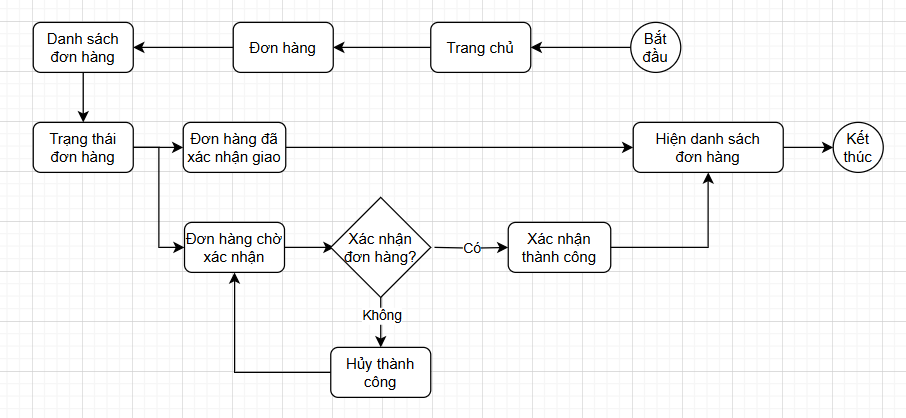 Danh sách
đơn hàng
Đơn hàng
Trang chủ
Bắt
đầu
Trạng thái
đơn hàng
Đơn hàng đã
xác nhận giao
Hiện danh sách
đơn hàng
Kết
thúc
Đơn hàng chờ
xác nhận
Xác nhận
đơn hàng?
Có
Xác nhận
thành công
Không
Hủy thành
công